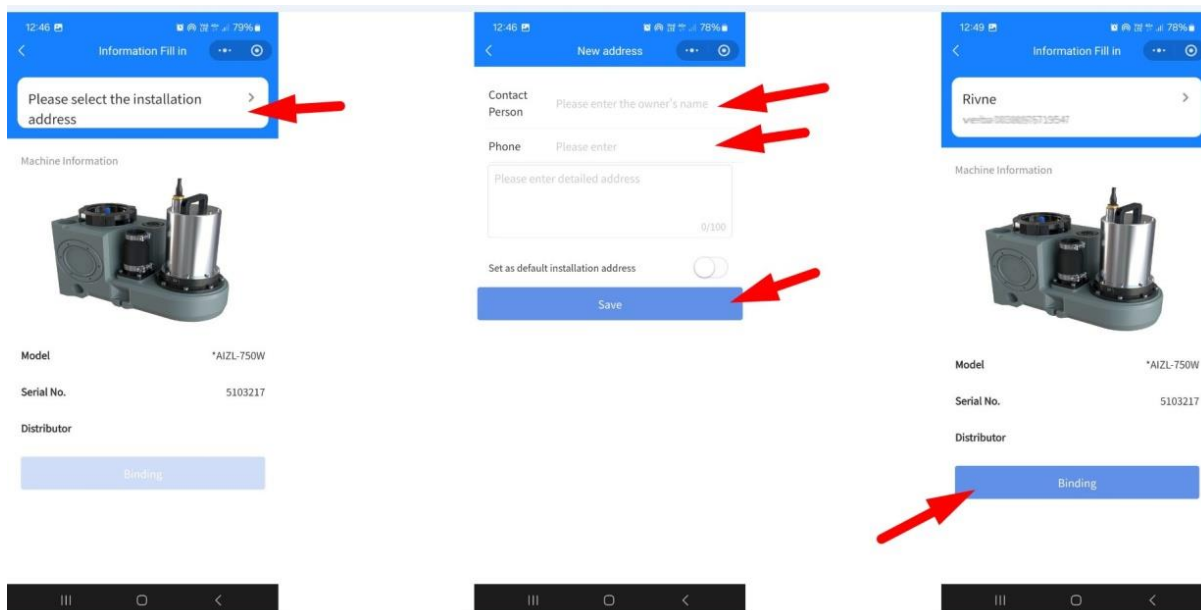 12:46
79%
Information Fill in
Please select the installation
address
Machine Information
Model *AIZL-750W
Serial No. 5103217
Distributor
Binding
12:46
78%
New address
Contact
Person
Please enter the owner's name
Phone Please enter
Please enter detailed address
0/100
Set as default installation address
Save
12:49
78%
Information Fill in
Rivne
Machine Information
Model *AIZL-750W
Serial No. 5103217
Distributor
Binding